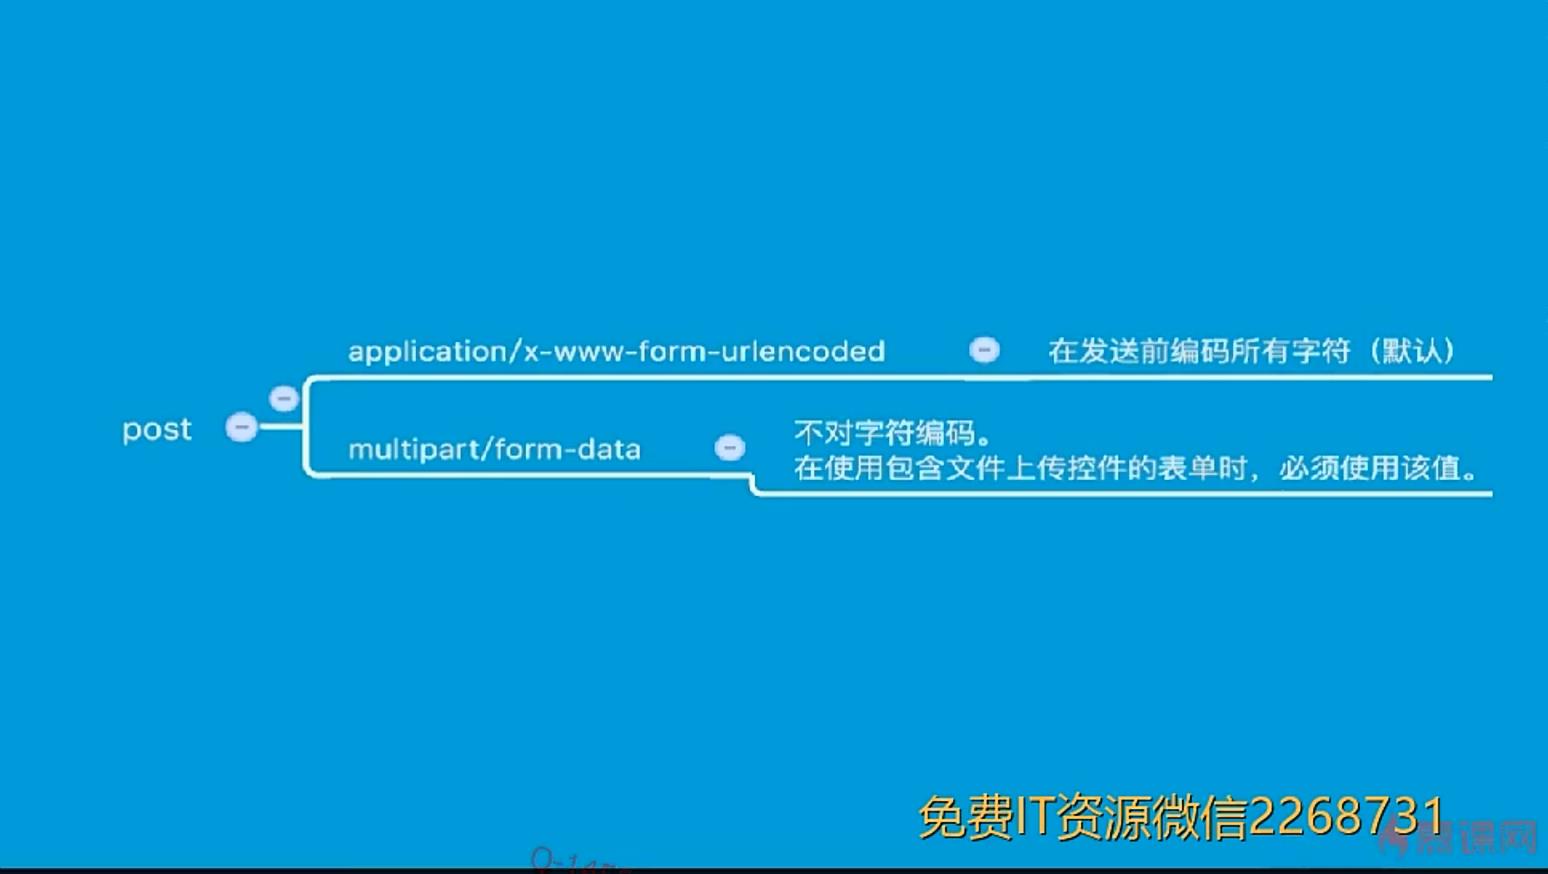 application/x-www-form-urlencoded
在发送前编码所有字符（默认）
post
multipart/form-data
不对字符编码。
在使用包含文件上传控件的表单时，必须使用该值。
免费IT资源微信2268731
慕课网